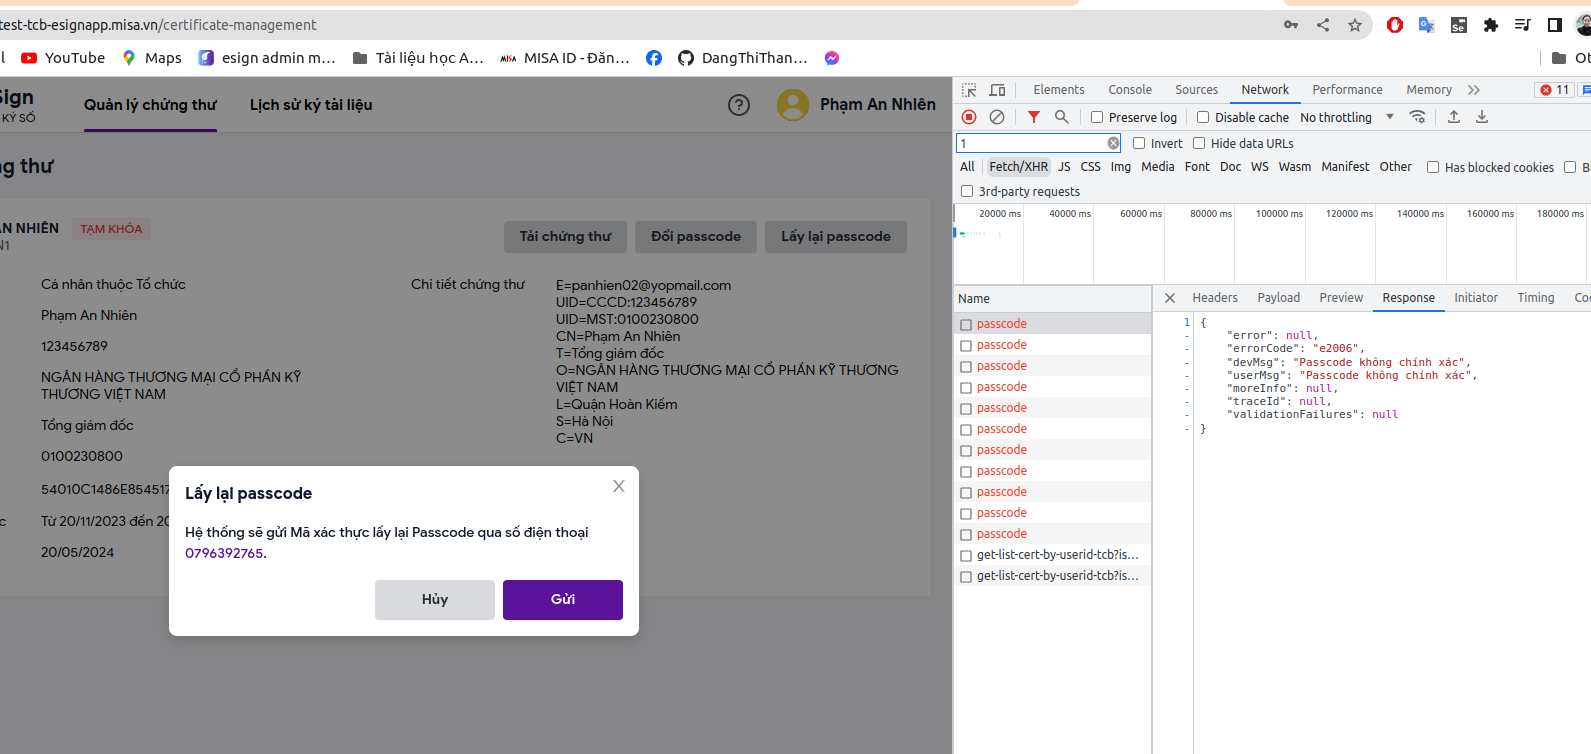 test-tcb-esignapp.misa.vn/certificate-management
YouTube
Maps
esign admin m...
Tài liệu học A...
MISA ID - Đăn...
DangThiThan...
Sign
KÝ SỐ
Quản lý chứng thư
Lịch sử ký tài liệu
?
Phạm An Nhiên
ng thư
AN NHIÊN
TẠM KHÓA
N1
Tải chứng thư
Đổi passcode
Lấy lại passcode
Cá nhân thuộc Tổ chức
Phạm An Nhiên
123456789
NGÂN HÀNG THƯƠNG MẠI CỔ PHẦN KỸ
THƯƠNG VIỆT NAM
Tổng giám đốc
0100230800
54010C1486E854517
Từ 20/11/2023 đến 20
20/05/2024
Chi tiết chứng thư
E=panhien02@yopmail.com
UID=CCCD:123456789
UID=MST:0100230800
CN=Phạm An Nhiên
T=Tổng giám đốc
O=NGÂN HÀNG THƯƠNG MẠI CỔ PHẦN KỸ THƯƠNG
VIỆT NAM
L=Quận Hoàn Kiếm
S=Hà Nội
C=VN
Lấy lại passcode
Hệ thống sẽ gửi Mã xác thực lấy lại Passcode qua số điện thoại
0796392765.
Hủy
Gửi
Elements Console Sources Network Performance Memory
11
Preserve log Disable cache No throttling
1
Invert Hide data URLs
All Fetch/XHR JS CSS Img Media Font Doc WS Wasm Manifest Other Has blocked cookies
3rd-party requests
20000 ms 40000 ms 60000 ms 80000 ms 100000 ms 120000 ms 140000 ms 160000 ms 180000 ms
Name
passcode
passcode
passcode
passcode
passcode
passcode
passcode
passcode
passcode
passcode
passcode
get-list-cert-by-userid-tcb?is...
get-list-cert-by-userid-tcb?is...
Headers Payload Preview Response Initiator Timing Coo
1 {
- "error": null,
- "errorCode": "e2006",
- "devMsg": "Passcode không chính xác",
- "userMsg": "Passcode không chính xác",
- "moreInfo": null,
- "traceId": null,
- "validationFailures": null
- }